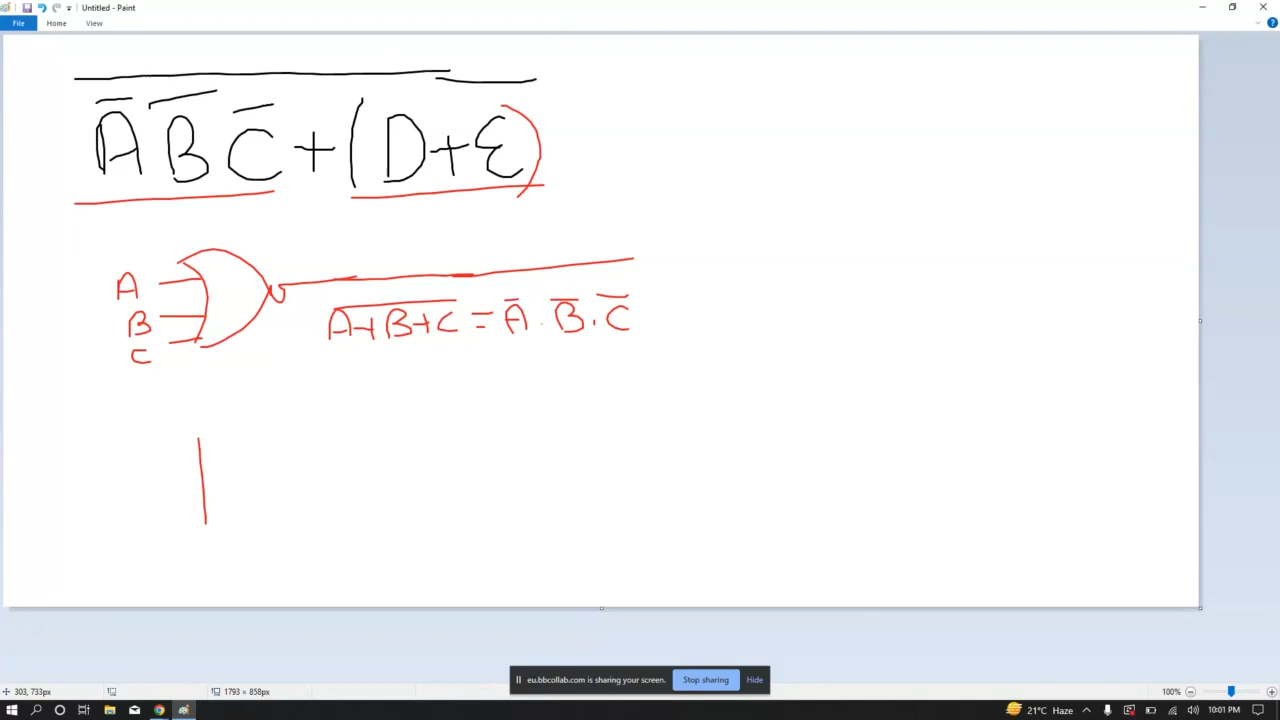 Untitled - Paint
File Home View
A̅ B̅ C̅ + (D+E)
A
B
C
A+B+C = A̅ . B̅ . C̅
eu.bbcollab.com is sharing your screen. Stop sharing Hide
303, 733px 1793 × 858px 100%
21°C Haze 10:01 PM